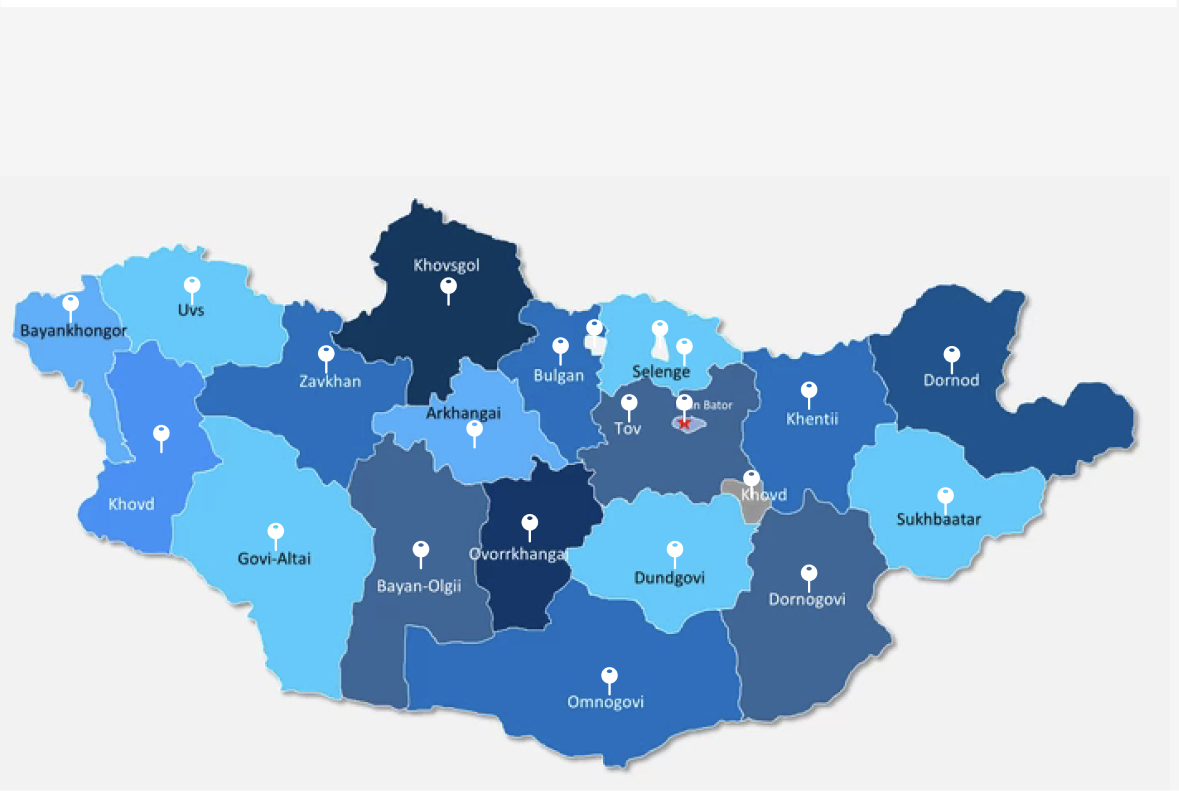 Khovsgol
Uvs
Bayankhongor
Zavkhan
Bulgan
Selenge
Dornod
Arkhangai
Tov
n Bator
Khentii
Khovd
Khovd
Sukhbaatar
Govi-Altai
Ovorrkhangai
Bayan-Olgii
Dundgovi
Dornogovi
Omnogovi